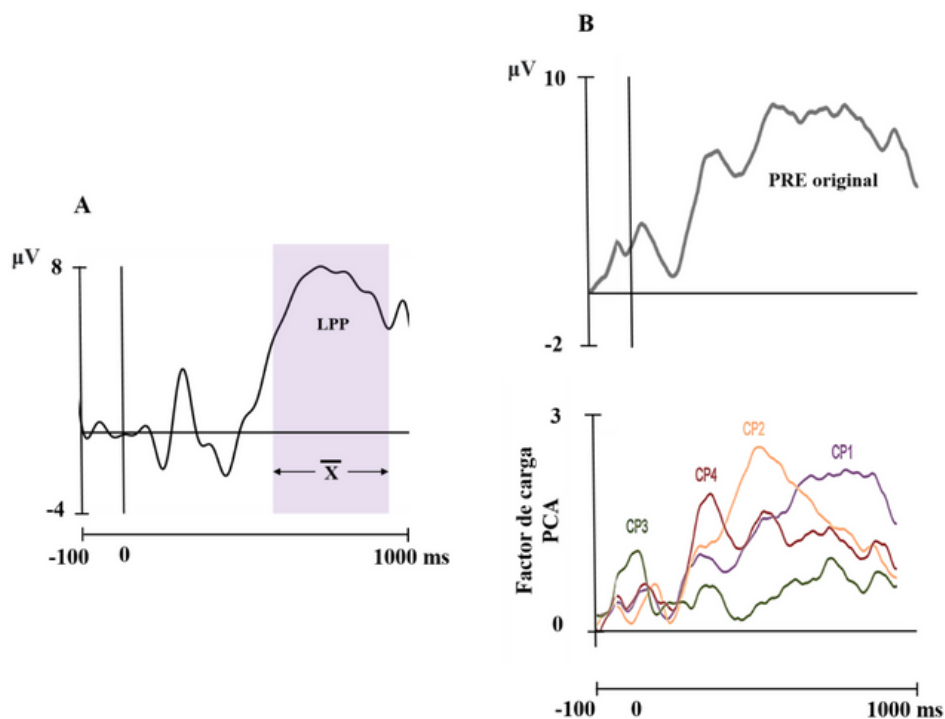 A
µV
8
LPP
X
-4
-100
0
1000 ms
B
µV
10
PRE original
-2
3
Factor de carga
PCA
CP3
CP4
CP2
CP1
0
-100
0
1000 ms